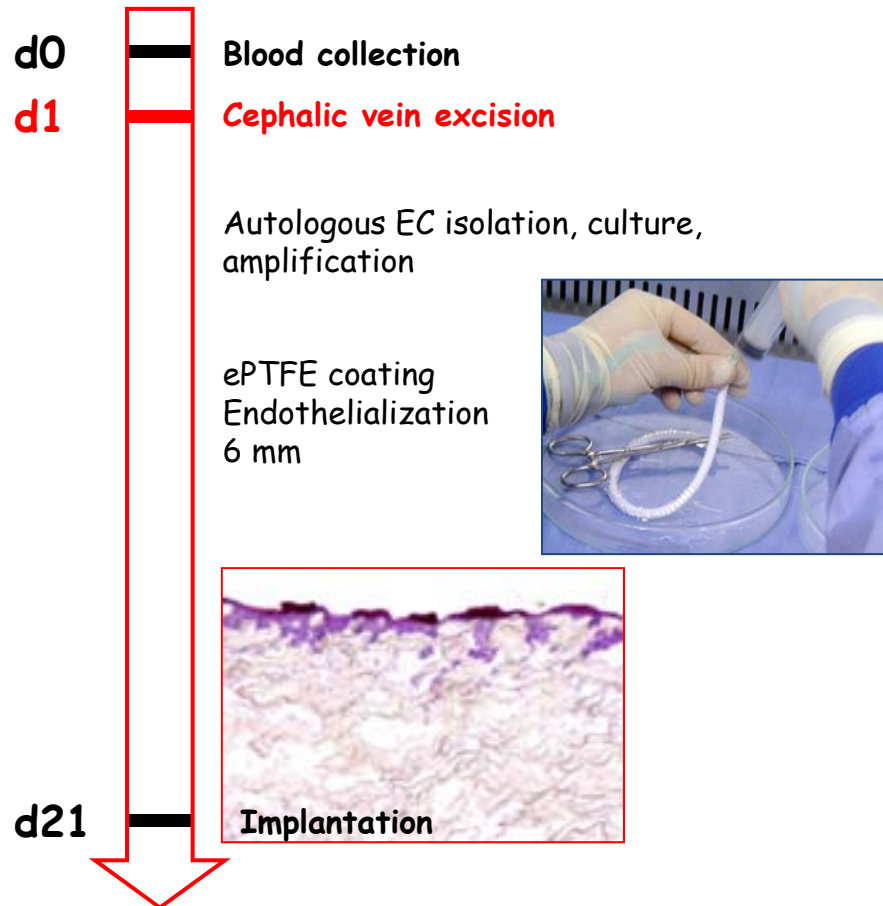 d0 Blood collection
d1 Cephalic vein excision
Autologous EC isolation, culture,
amplification
ePTFE coating
Endothelialization
6 mm
d21 Implantation